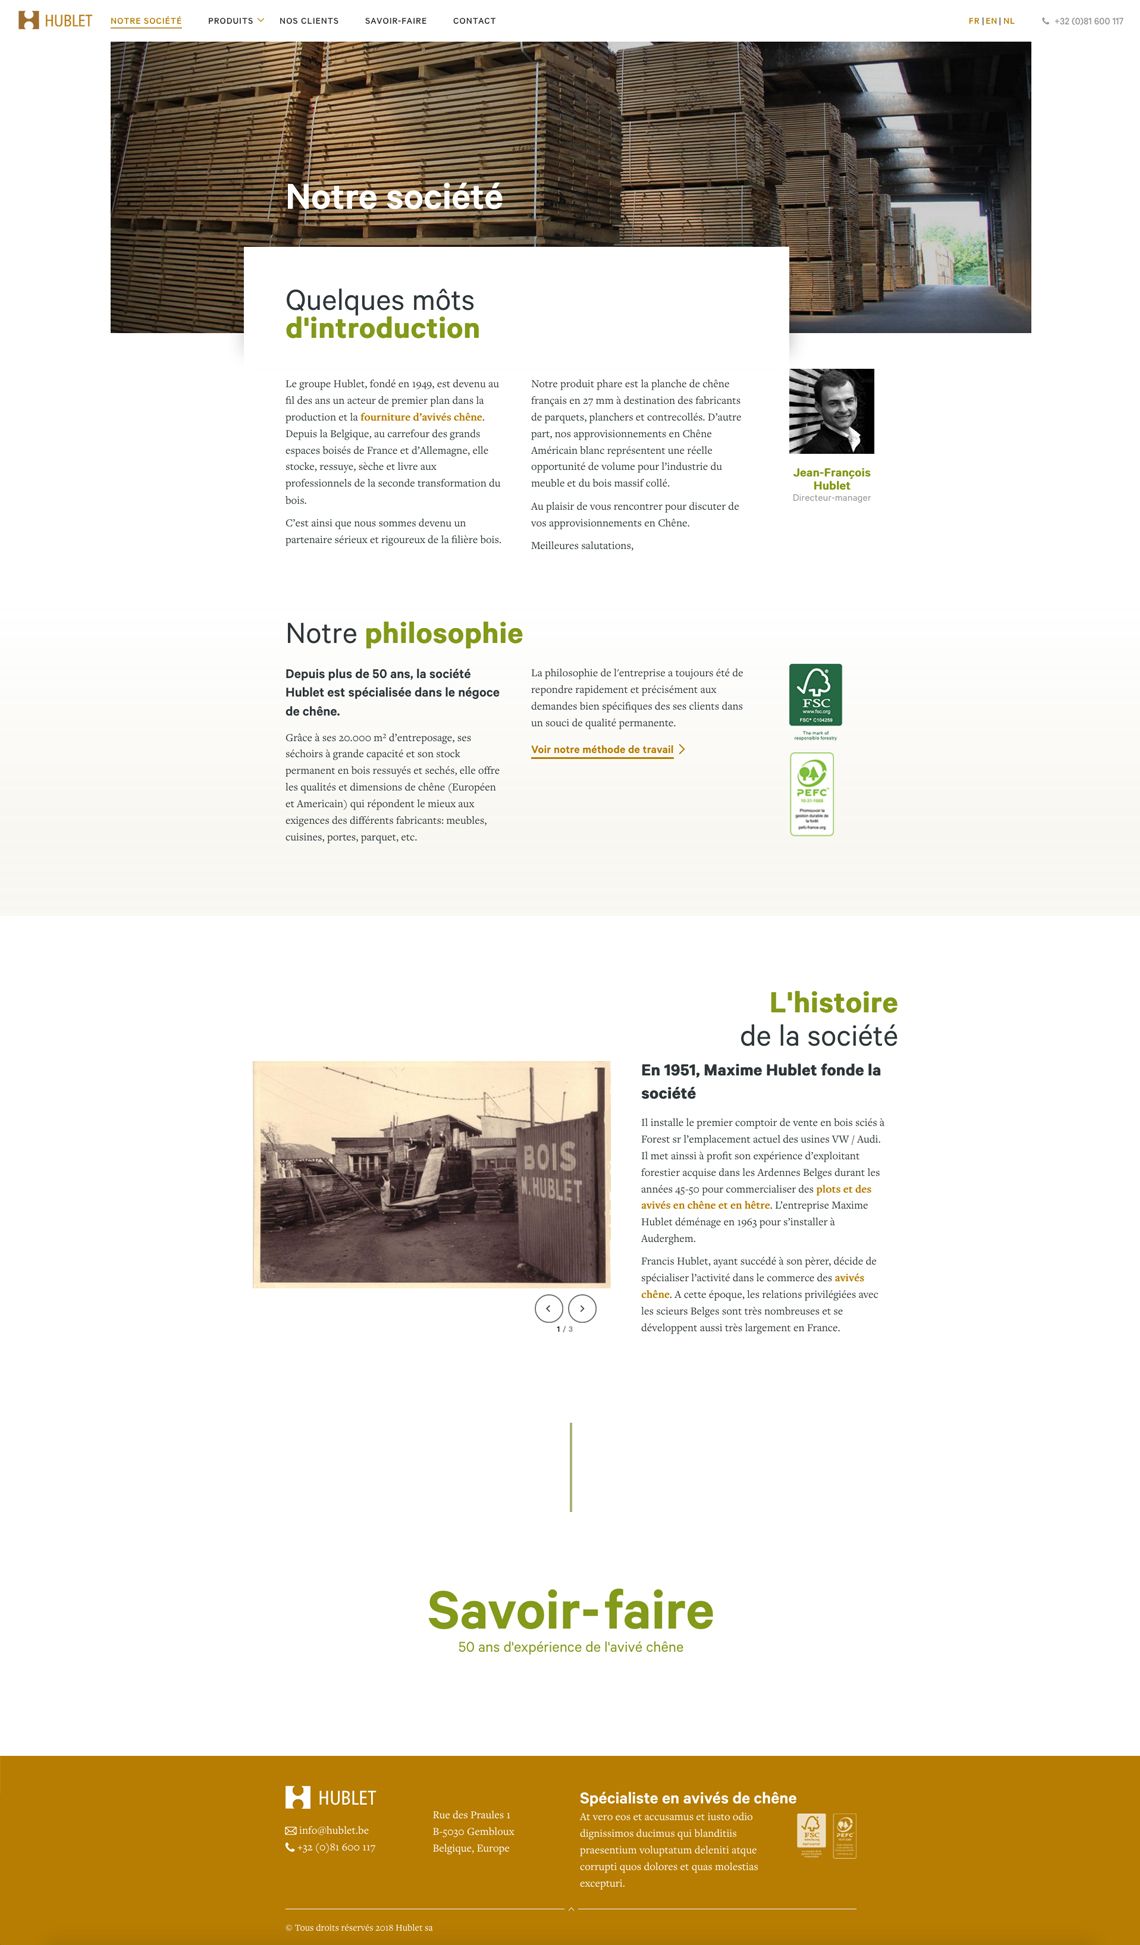 HUBLET
NOTRE SOCIÉTÉ
PRODUITS
NOS CLIENTS
SAVOIR-FAIRE
CONTACT
FR | EN | NL
+32 (0)81 600 117
Notre société
Quelques môts
d'introduction
Le groupe Hublet, fondé en 1949, est devenu au
fil des ans un acteur de premier plan dans la
production et la fourniture d'avivés chêne.
Depuis la Belgique, au carrefour des grands
espaces boisés de France et d'Allemagne, elle
stocke, ressuye, sèche et livre aux
professionnels de la seconde transformation du
bois.
C'est ainsi que nous sommes devenu un
partenaire sérieux et rigoureux de la filière bois.
Notre produit phare est la planche de chêne
français en 27 mm à destination des fabricants
de parquets, planchers et contrecollés. D'autre
part, nos approvisionnements en Chêne
Américain blanc représentent une réelle
opportunité de volume pour l'industrie du
meuble et du bois massif collé.
Au plaisir de vous rencontrer pour discuter de
vos approvisionnements en Chêne.
Meilleures salutations,
Jean-François
Hublet
Directeur-manager
Notre philosophie
Depuis plus de 50 ans, la société
Hublet est spécialisée dans le négoce
de chêne.
Grâce à ses 20.000 m² d'entreposage, ses
séchoirs à grande capacité et son stock
permanent en bois ressuyés et sechés, elle offre
les qualités et dimensions de chêne (Européen
et Americain) qui répondent le mieux aux
exigences des différents fabricants: meubles,
cuisines, portes, parquet, etc.
La philosophie de l'entreprise a toujours été de
repondre rapidement et précisément aux
demandes bien spécifiques des ses clients dans
un souci de qualité permanente.
Voir notre méthode de travail
FSC
www.fsc.org
FSC® C104259
The mark of
responsible forestry
PEFC
Promouvoir la
gestion durable de
la forêt
pefc-france.org
L'histoire
de la société
En 1951, Maxime Hublet fonde la
société
BOIS
M. HUBLET
Il installe le premier comptoir de vente en bois sciés à
Forest sr l'emplacement actuel des usines VW / Audi.
Il met ainssi à profit son expérience d'exploitant
forestier acquise dans les Ardennes Belges durant les
années 45-50 pour commercialiser des plots et des
avivés en chêne et en hêtre. L'entreprise Maxime
Hublet déménage en 1963 pour s'installer à
Auderghem.
Francis Hublet, ayant succédé à son pèrer, décide de
spécialiser l'activité dans le commerce des avivés
chêne. A cette époque, les relations privilégiées avec
les scieurs Belges sont très nombreuses et se
développent aussi très largement en France.
1 / 3
Savoir-faire
50 ans d'expérience de l'avivé chêne
HUBLET
info@hublet.be
+32 (0)81 600 117
Rue des Praules 1
B-5030 Gembloux
Belgique, Europe
Spécialiste en avivés de chêne
At vero eos et accusamus et iusto odio
dignissimos ducimus qui blanditiis
praesentium voluptatum deleniti atque
corrupti quos dolores et quas molestias
excepturi.
FSC
PEFC
© Tous droits réservés 2018 Hublet sa